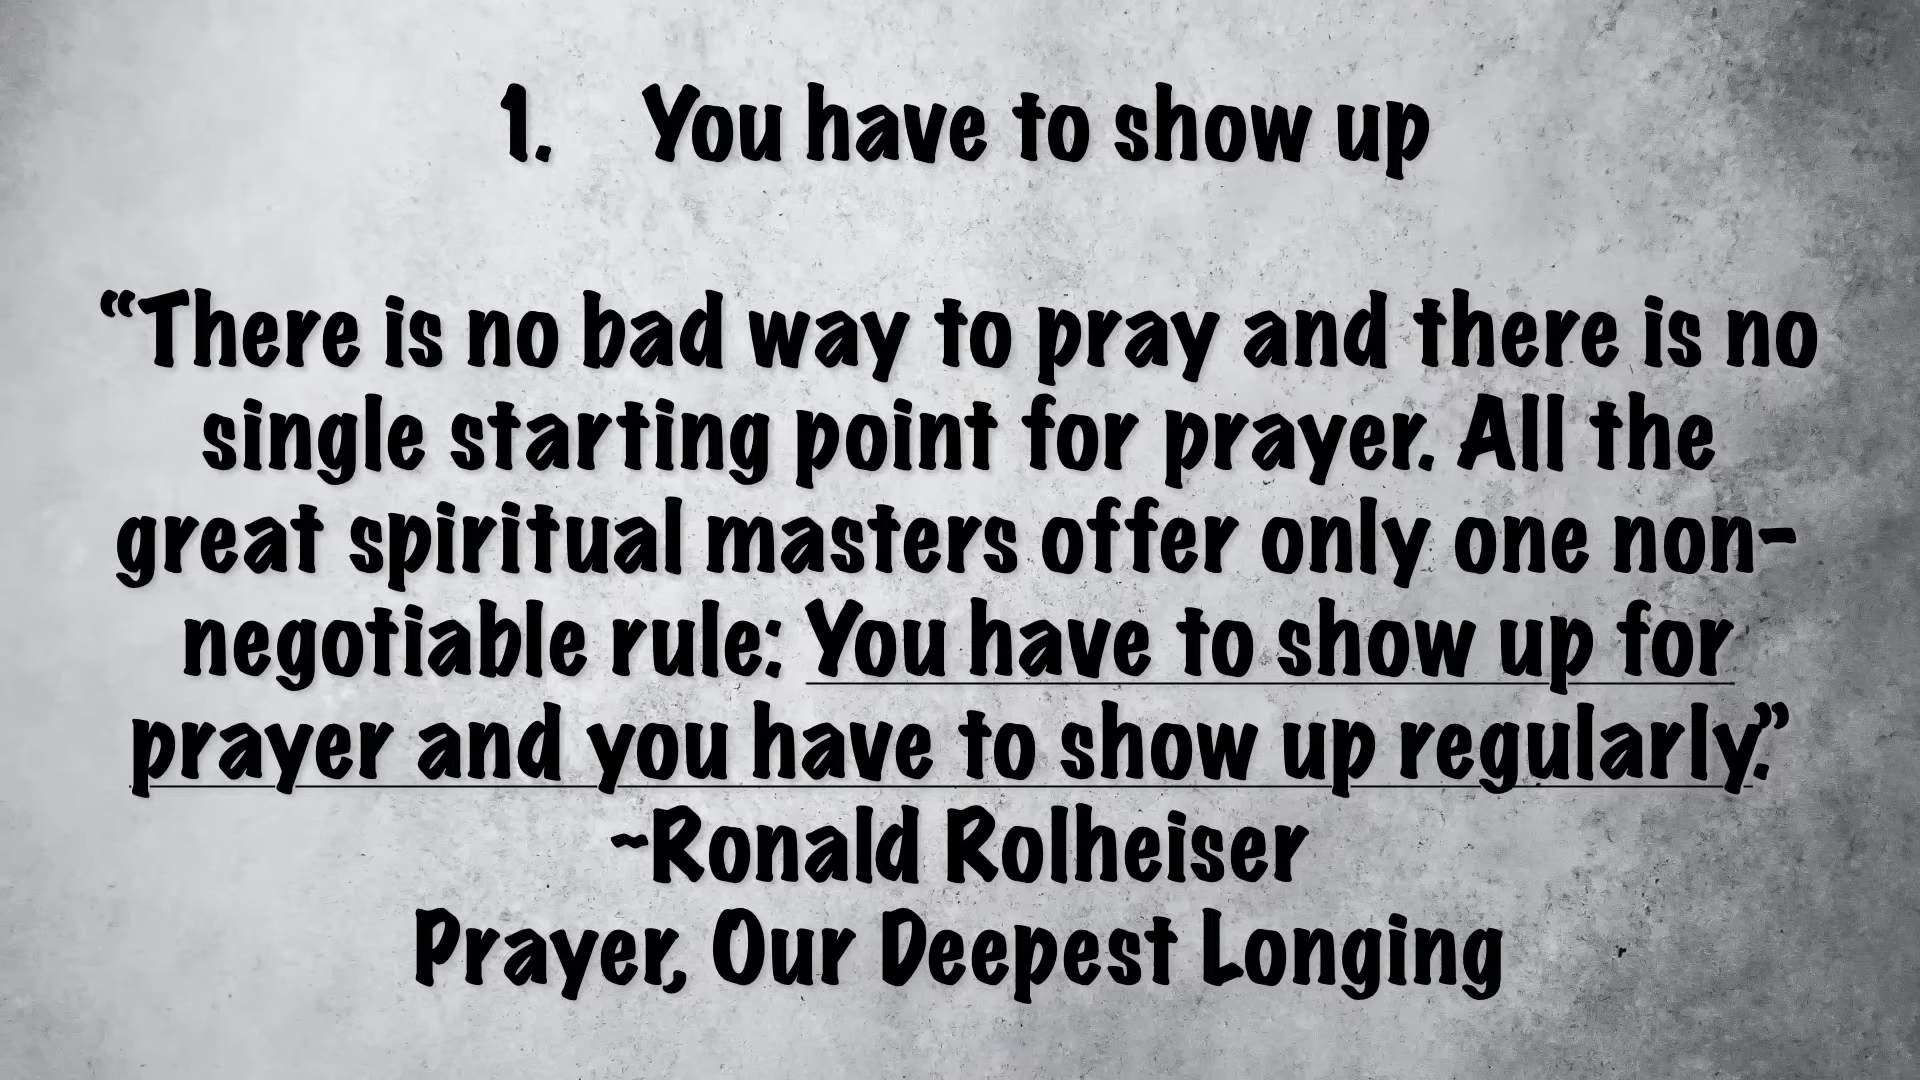 1. You have to show up
“There is no bad way to pray and there is no
single starting point for prayer. All the
great spiritual masters offer only one non-
negotiable rule: You have to show up for
prayer and you have to show up regularly.”
~Ronald Rolheiser
Prayer, Our Deepest Longing